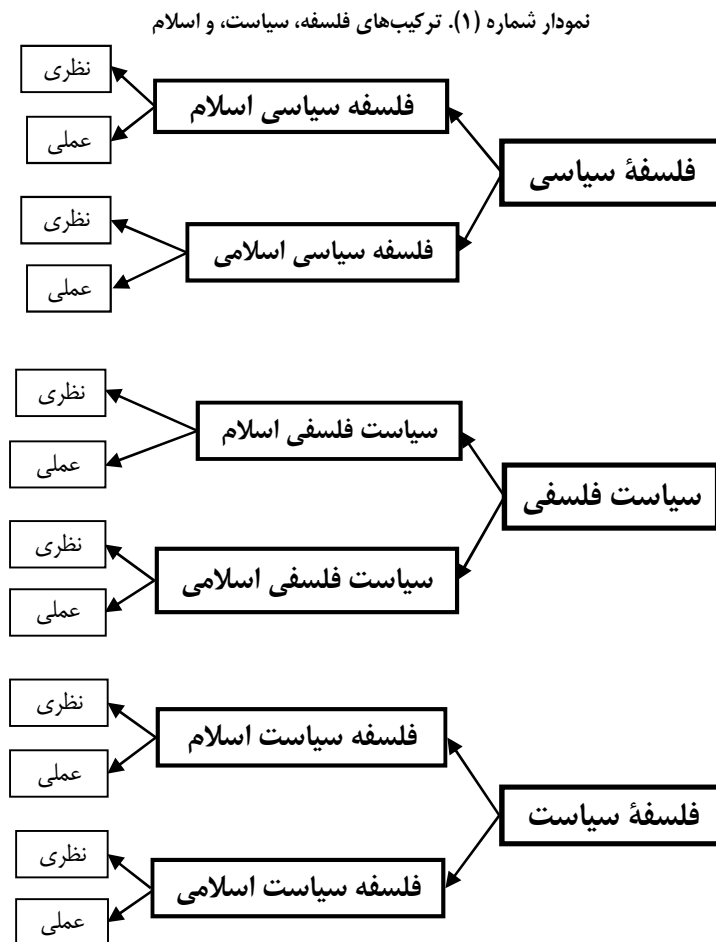 نمودار شماره (۱). ترکیب‌های فلسفه، سیاست، و اسلام
فلسفهٔ سیاسی
فلسفه سیاسی اسلام
نظری
عملی
فلسفه سیاسی اسلامی
نظری
عملی
سیاست فلسفی
سیاست فلسفی اسلام
نظری
عملی
سیاست فلسفی اسلامی
نظری
عملی
فلسفهٔ سیاست
فلسفه سیاست اسلام
نظری
عملی
فلسفه سیاست اسلامی
نظری
عملی